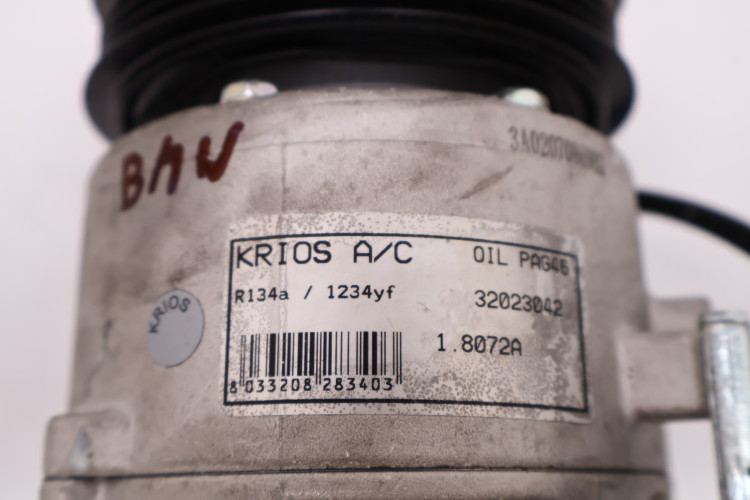 BMW
KRIOS A/C
OIL PAG46
R134a / 1234yf
32023042
1.8072A
8 033208 283403
KRIOS